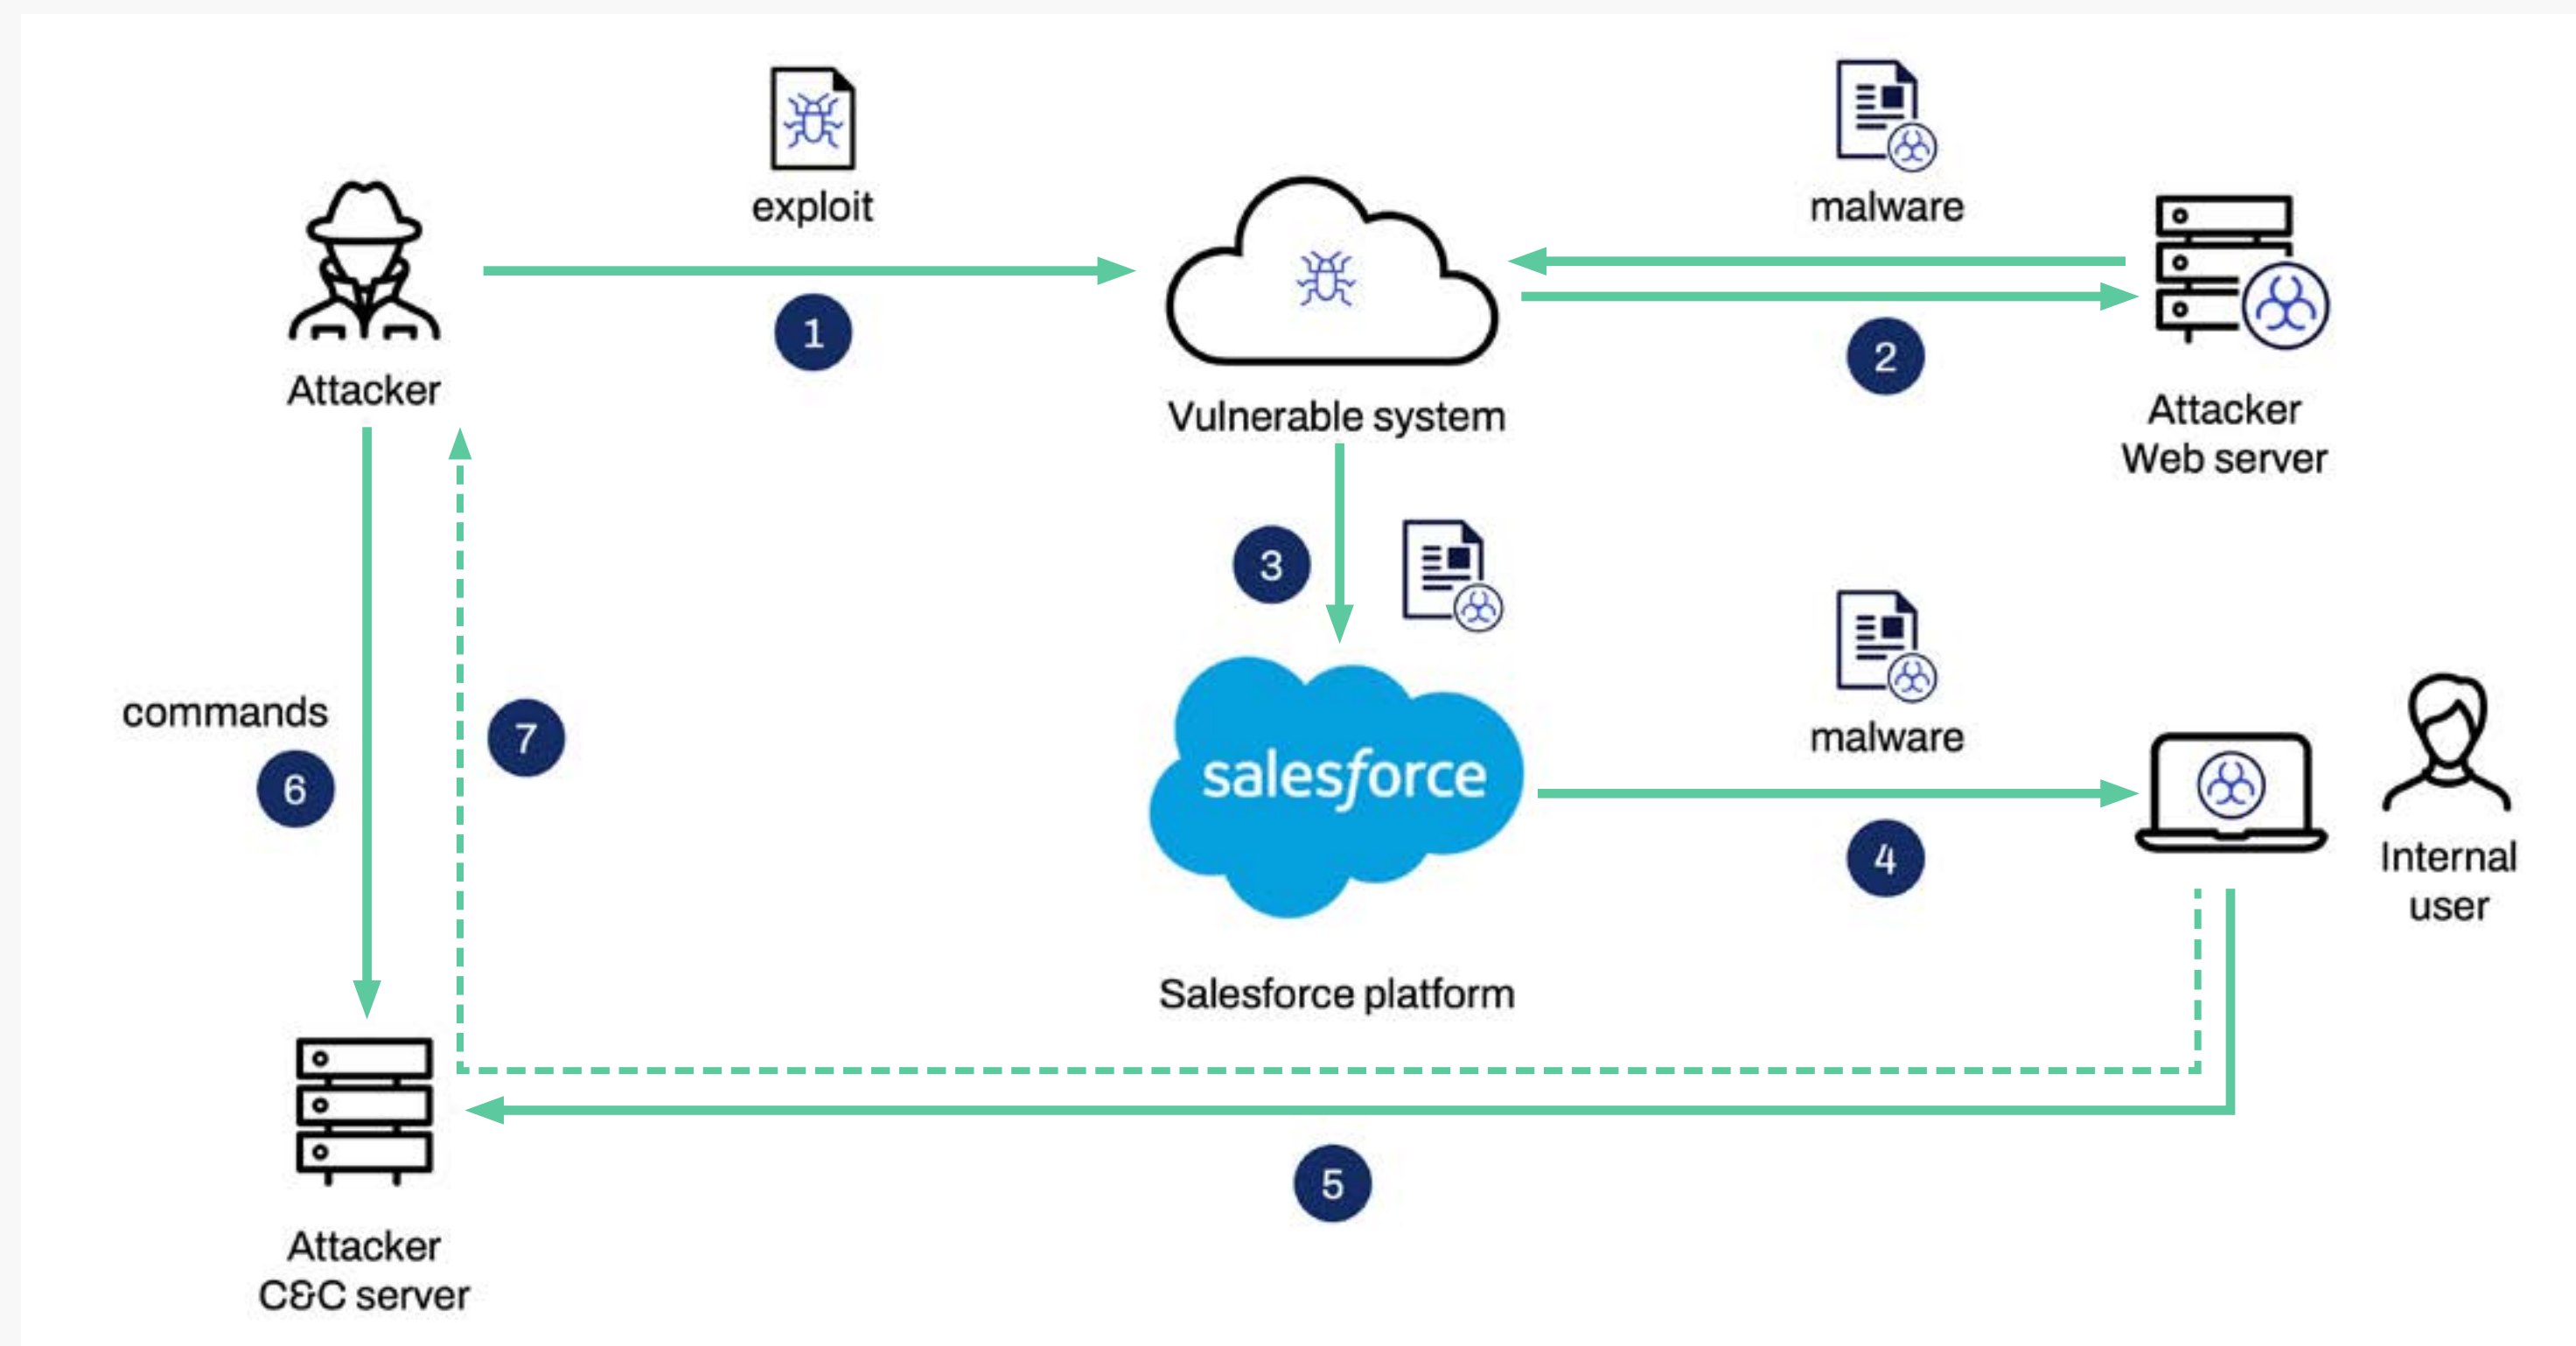 exploit
malware
1
2
Attacker
Vulnerable system
Attacker
Web server
3
malware
commands
7
6
salesforce
4
Internal
user
Salesforce platform
5
Attacker
C&C server